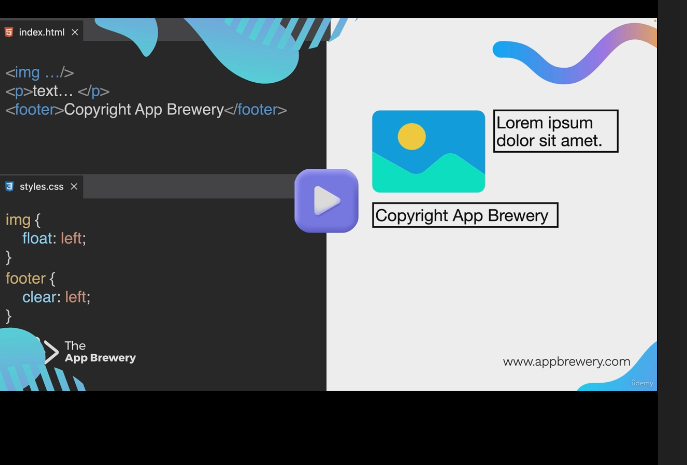 index.html ×
<img …/>
<p>text… </p>
<footer>Copyright App Brewery</footer>
styles.css ×
img {
float: left;
}
footer {
clear: left;
}
The
App Brewery
Lorem ipsum
dolor sit amet.
Copyright App Brewery
www.appbrewery.com
Udemy